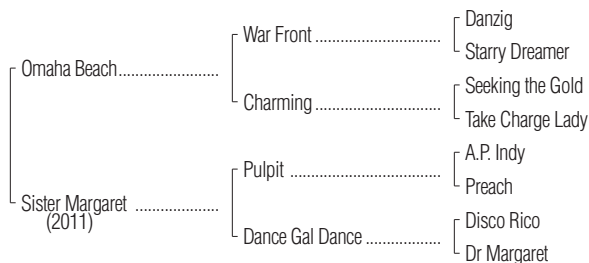 Danzig
War Front
Starry Dreamer
Omaha Beach
Seeking the Gold
Charming
Take Charge Lady
A.P. Indy
Pulpit
Preach
Sister Margaret
(2011)
Disco Rico
Dance Gal Dance
Dr Margaret